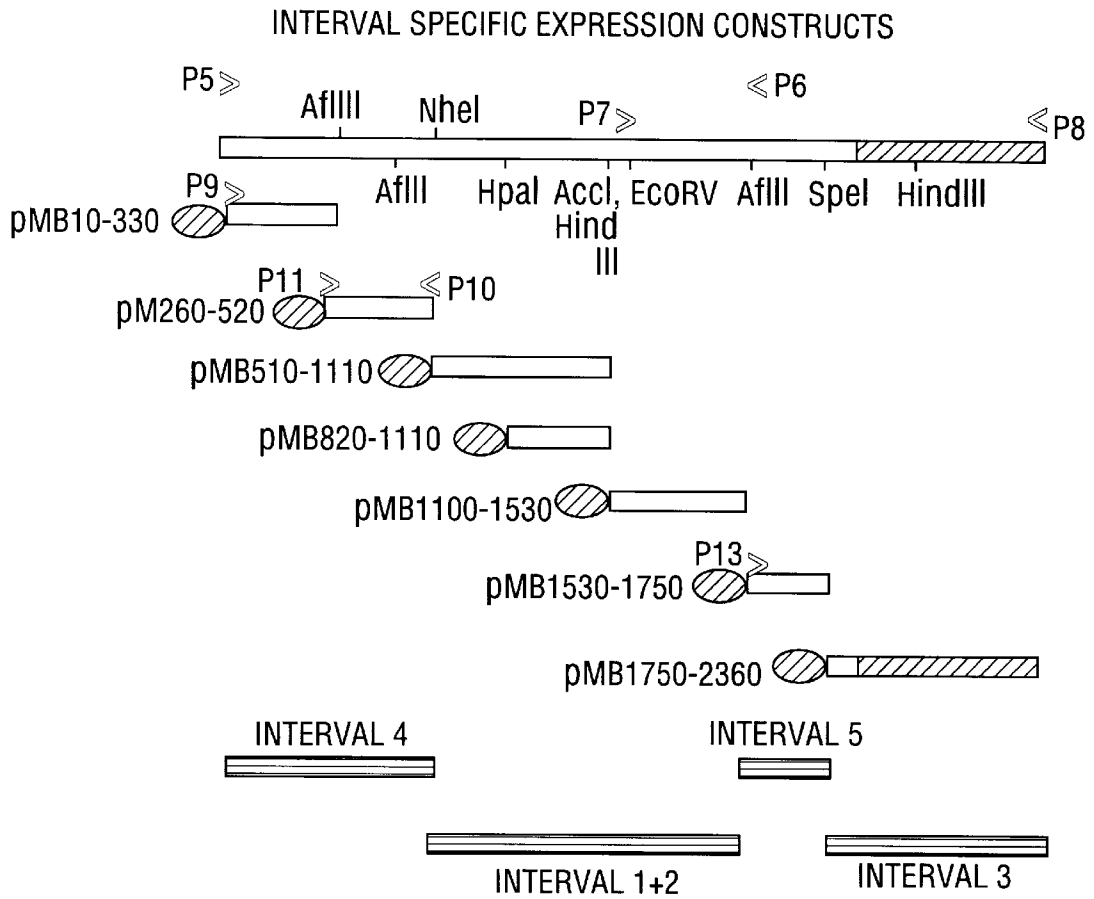 INTERVAL SPECIFIC EXPRESSION CONSTRUCTS
P5
P6
AflIII
NheI
P7
P8
AflII
HpaI
AccI,
Hind
III
EcoRV
AflII
SpeI
HindIII
P9
pMB10-330
P11
P10
pM260-520
pMB510-1110
pMB820-1110
pMB1100-1530
P13
pMB1530-1750
pMB1750-2360
INTERVAL 4
INTERVAL 5
INTERVAL 1+2
INTERVAL 3